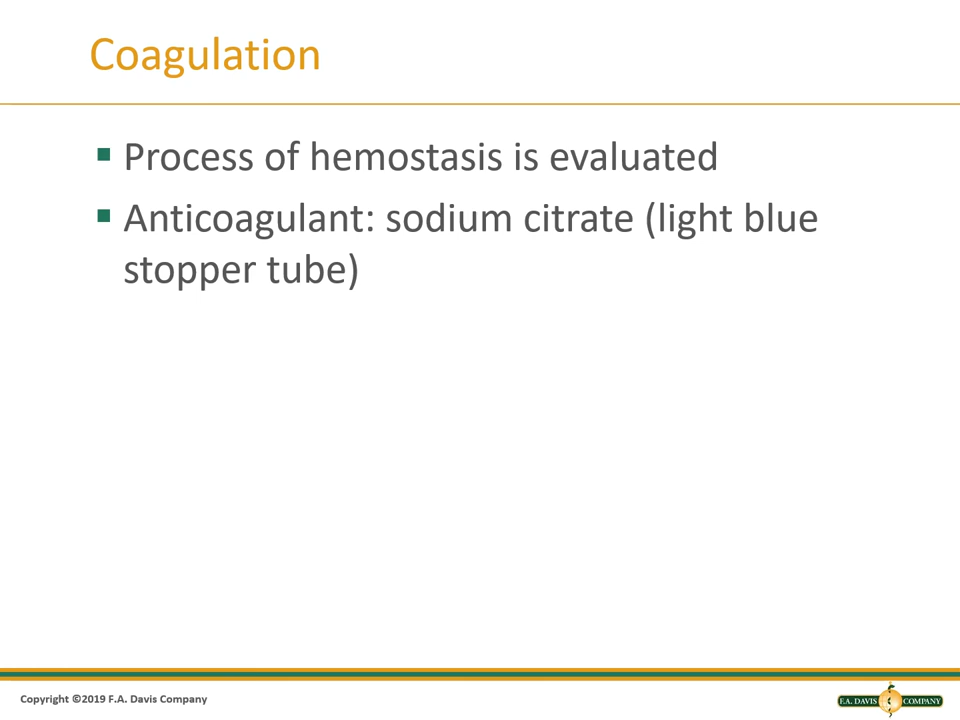 Coagulation
▪ Process of hemostasis is evaluated
▪ Anticoagulant: sodium citrate (light blue
stopper tube)
Copyright ©2019 F.A. Davis Company
F.A. DAVIS COMPANY